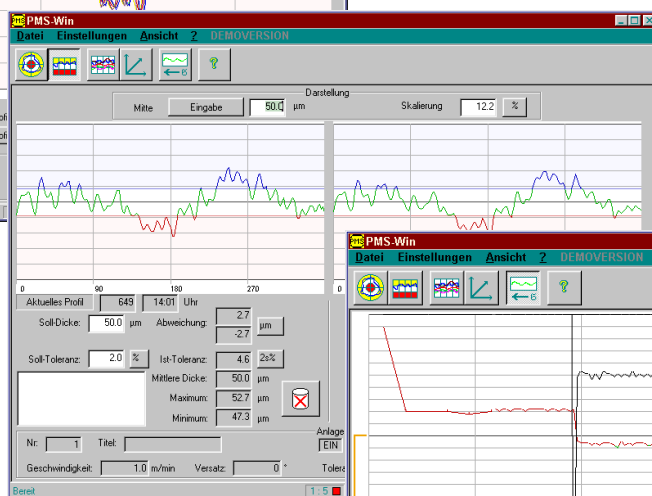 PMS-Win
Datei Einstellungen Ansicht ? DEMOVERSION
Darstellung
Mitte Eingabe 50.0 µm Skalierung 12.2 %
0 90 180 270 0
Aktuelles Profil 649 14:01 Uhr
Soll-Dicke: 50.0 µm Abweichung: 2.7 µm
-2.7
Soll-Toleranz: 2.0 % Ist-Toleranz: 4.6 2s%
Mittlere Dicke: 50.0 µm
Maximum: 52.7 µm
Minimum: 47.3 µm
Anlage
Nr.: 1 Titel: EIN
Geschwindigkeit: 1.0 m/min Versatz: 0 ° Tolera
Bereit 1 : 5
PMS-Win
Datei Einstellungen Ansicht ? DEMOVERSION